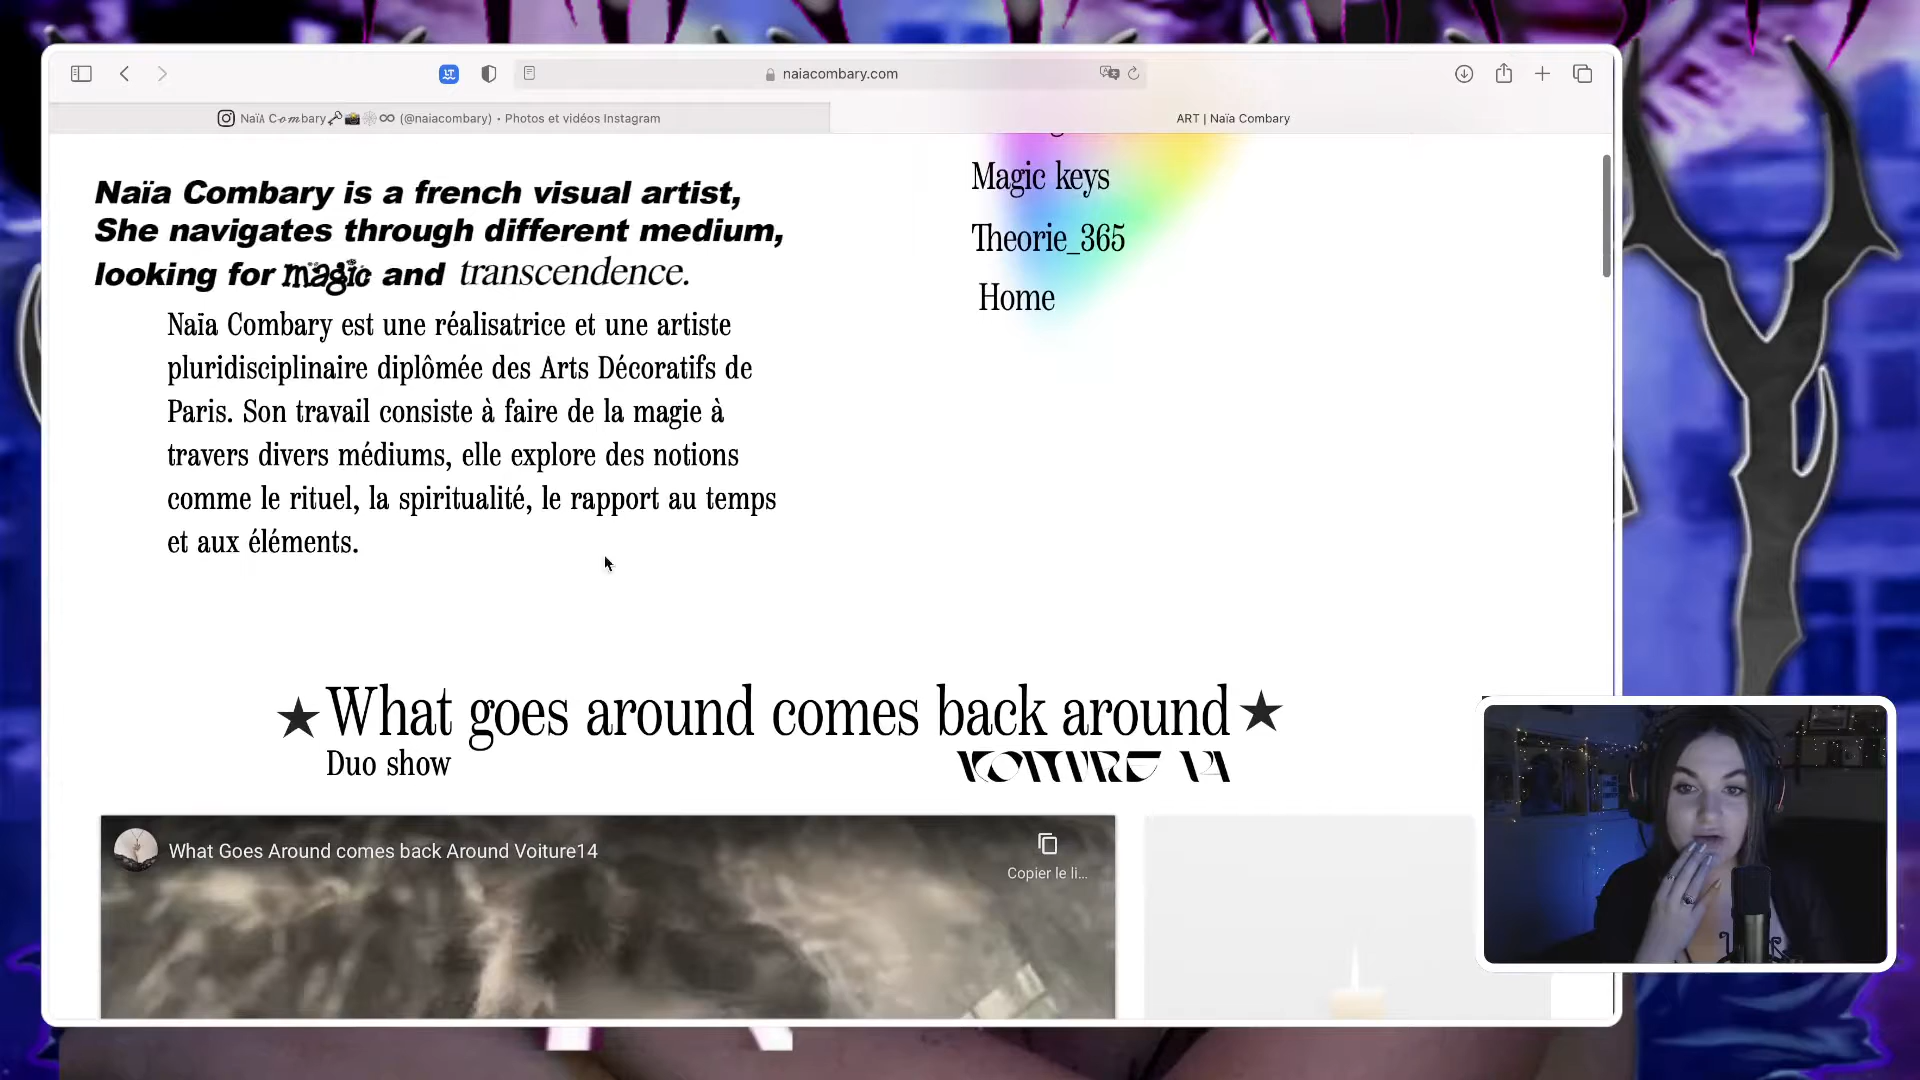 naiacombary.com
Naïa Combary (@naiacombary) • Photos et vidéos Instagram
ART | Naïa Combary
Naïa Combary is a french visual artist,
She navigates through different medium,
looking for magic and transcendence.
Naïa Combary est une réalisatrice et une artiste
pluridisciplinaire diplômée des Arts Décoratifs de
Paris. Son travail consiste à faire de la magie à
travers divers médiums, elle explore des notions
comme le rituel, la spiritualité, le rapport au temps
et aux éléments.
Magic keys
Theorie_365
Home
★What goes around comes back around★
Duo show
What Goes Around comes back Around Voiture14
Copier le li...